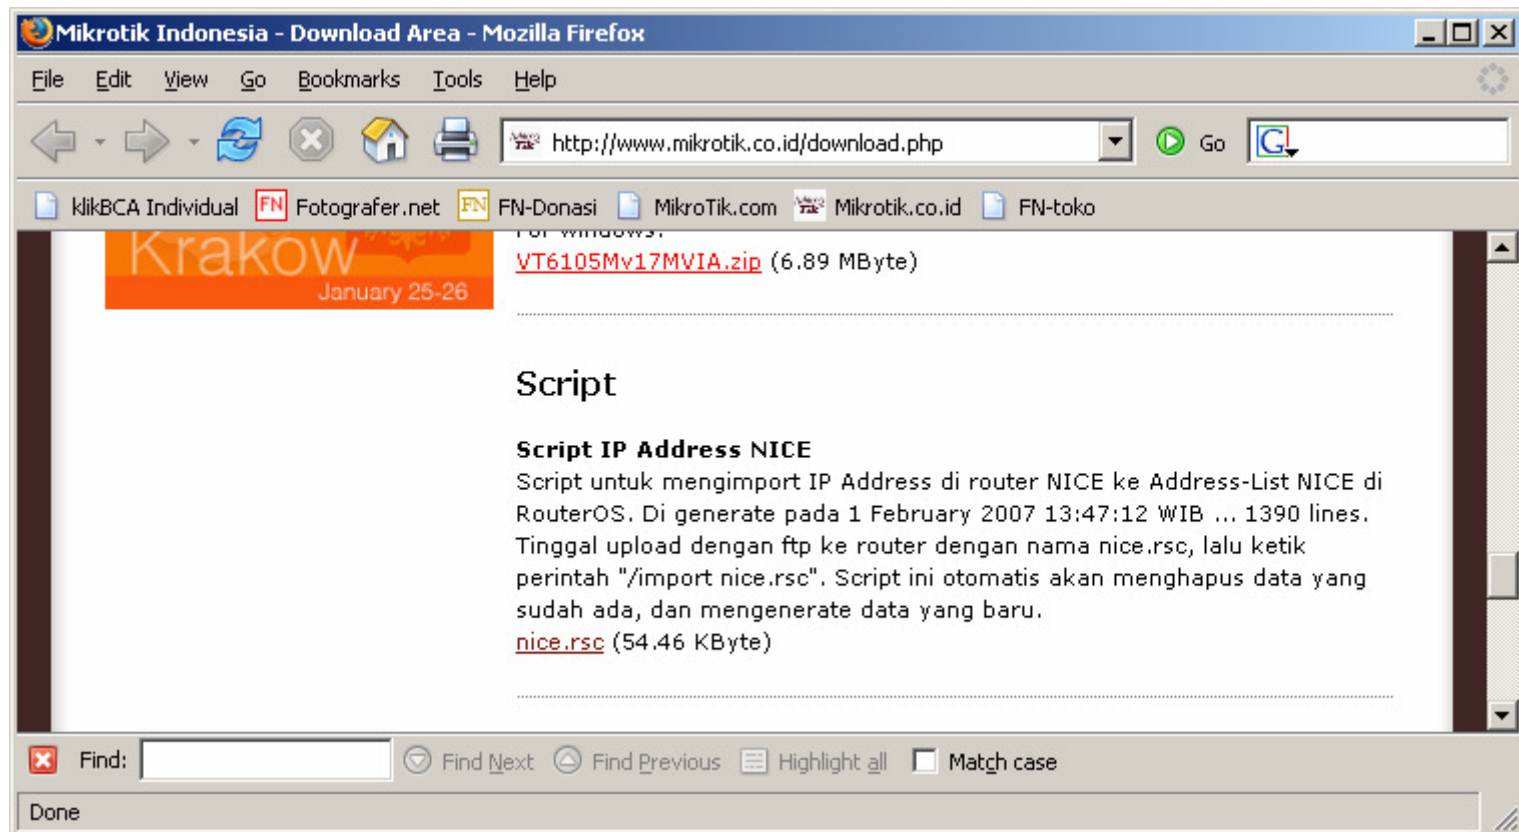 Mikrotik Indonesia - Download Area - Mozilla Firefox
File Edit View Go Bookmarks Tools Help
http://www.mikrotik.co.id/download.php Go
klikBCA Individual FN Fotografer.net FN FN-Donasi MikroTik.com Mikrotik.co.id FN-toko
Krakow
January 25-26
For windows:
VT6105Mv17MVIA.zip (6.89 MByte)
Script
Script IP Address NICE
Script untuk mengimport IP Address di router NICE ke Address-List NICE di
RouterOS. Di generate pada 1 February 2007 13:47:12 WIB ... 1390 lines.
Tinggal upload dengan ftp ke router dengan nama nice.rsc, lalu ketik
perintah "/import nice.rsc". Script ini otomatis akan menghapus data yang
sudah ada, dan mengenerate data yang baru.
nice.rsc (54.46 KByte)
Find: Find Next Find Previous Highlight all Match case
Done